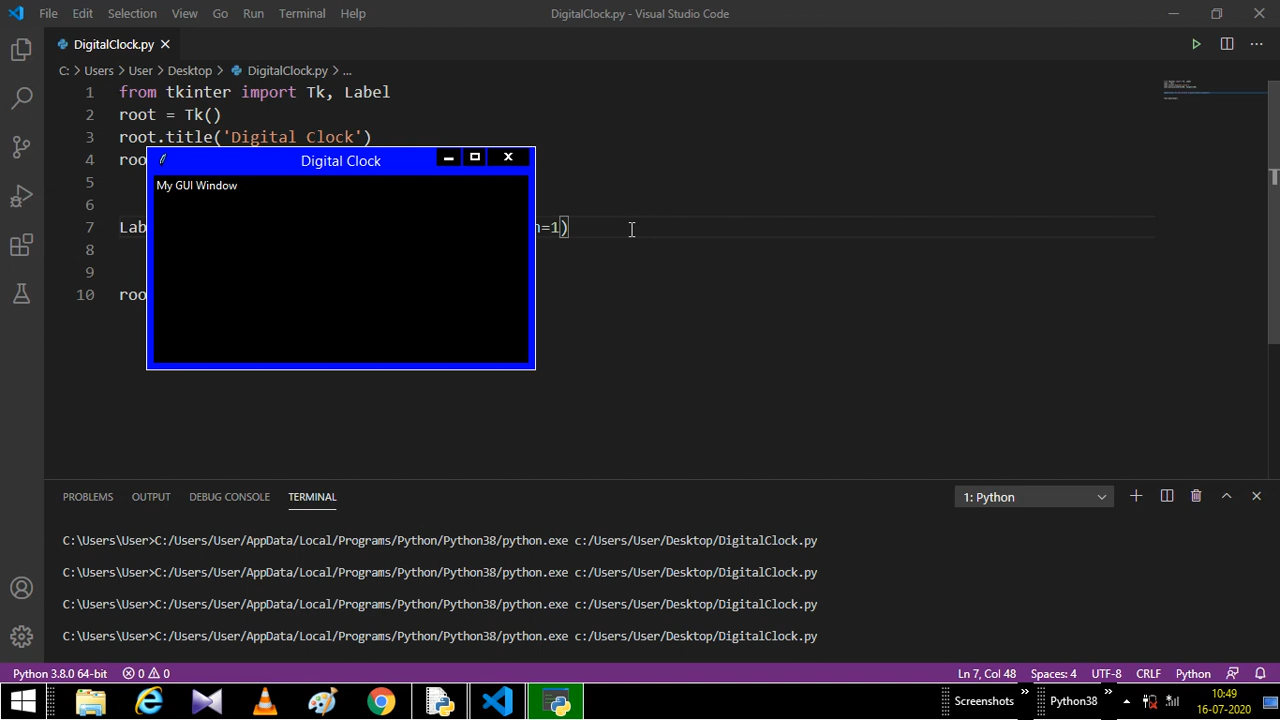 File Edit Selection View Go Run Terminal Help DigitalClock.py - Visual Studio Code
DigitalClock.py
C: > Users > User > Desktop > DigitalClock.py > ...
1 from tkinter import Tk, Label
2 root = Tk()
3 root.title('Digital Clock')
4 roo
Digital Clock
My GUI Window
5
6
7 Lab n=1)
8
9
10 roo
PROBLEMS OUTPUT DEBUG CONSOLE TERMINAL 1: Python
C:\Users\User>C:/Users/User/AppData/Local/Programs/Python/Python38/python.exe c:/Users/User/Desktop/DigitalClock.py
C:\Users\User>C:/Users/User/AppData/Local/Programs/Python/Python38/python.exe c:/Users/User/Desktop/DigitalClock.py
C:\Users\User>C:/Users/User/AppData/Local/Programs/Python/Python38/python.exe c:/Users/User/Desktop/DigitalClock.py
C:\Users\User>C:/Users/User/AppData/Local/Programs/Python/Python38/python.exe c:/Users/User/Desktop/DigitalClock.py
Python 3.8.0 64-bit 0 0 Ln 7, Col 48 Spaces: 4 UTF-8 CRLF Python
Screenshots » Python38 » 10:49
16-07-2020